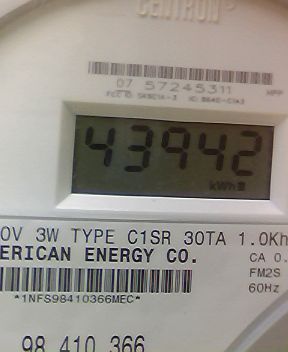 CENTRON
07 57245311
43942
kWh
0V 3W TYPE C1SR 30TA 1.0Kh
ERICAN ENERGY CO.
CA 0.
FM2S
*1NFS98410366MEC*
60Hz
98 410 366